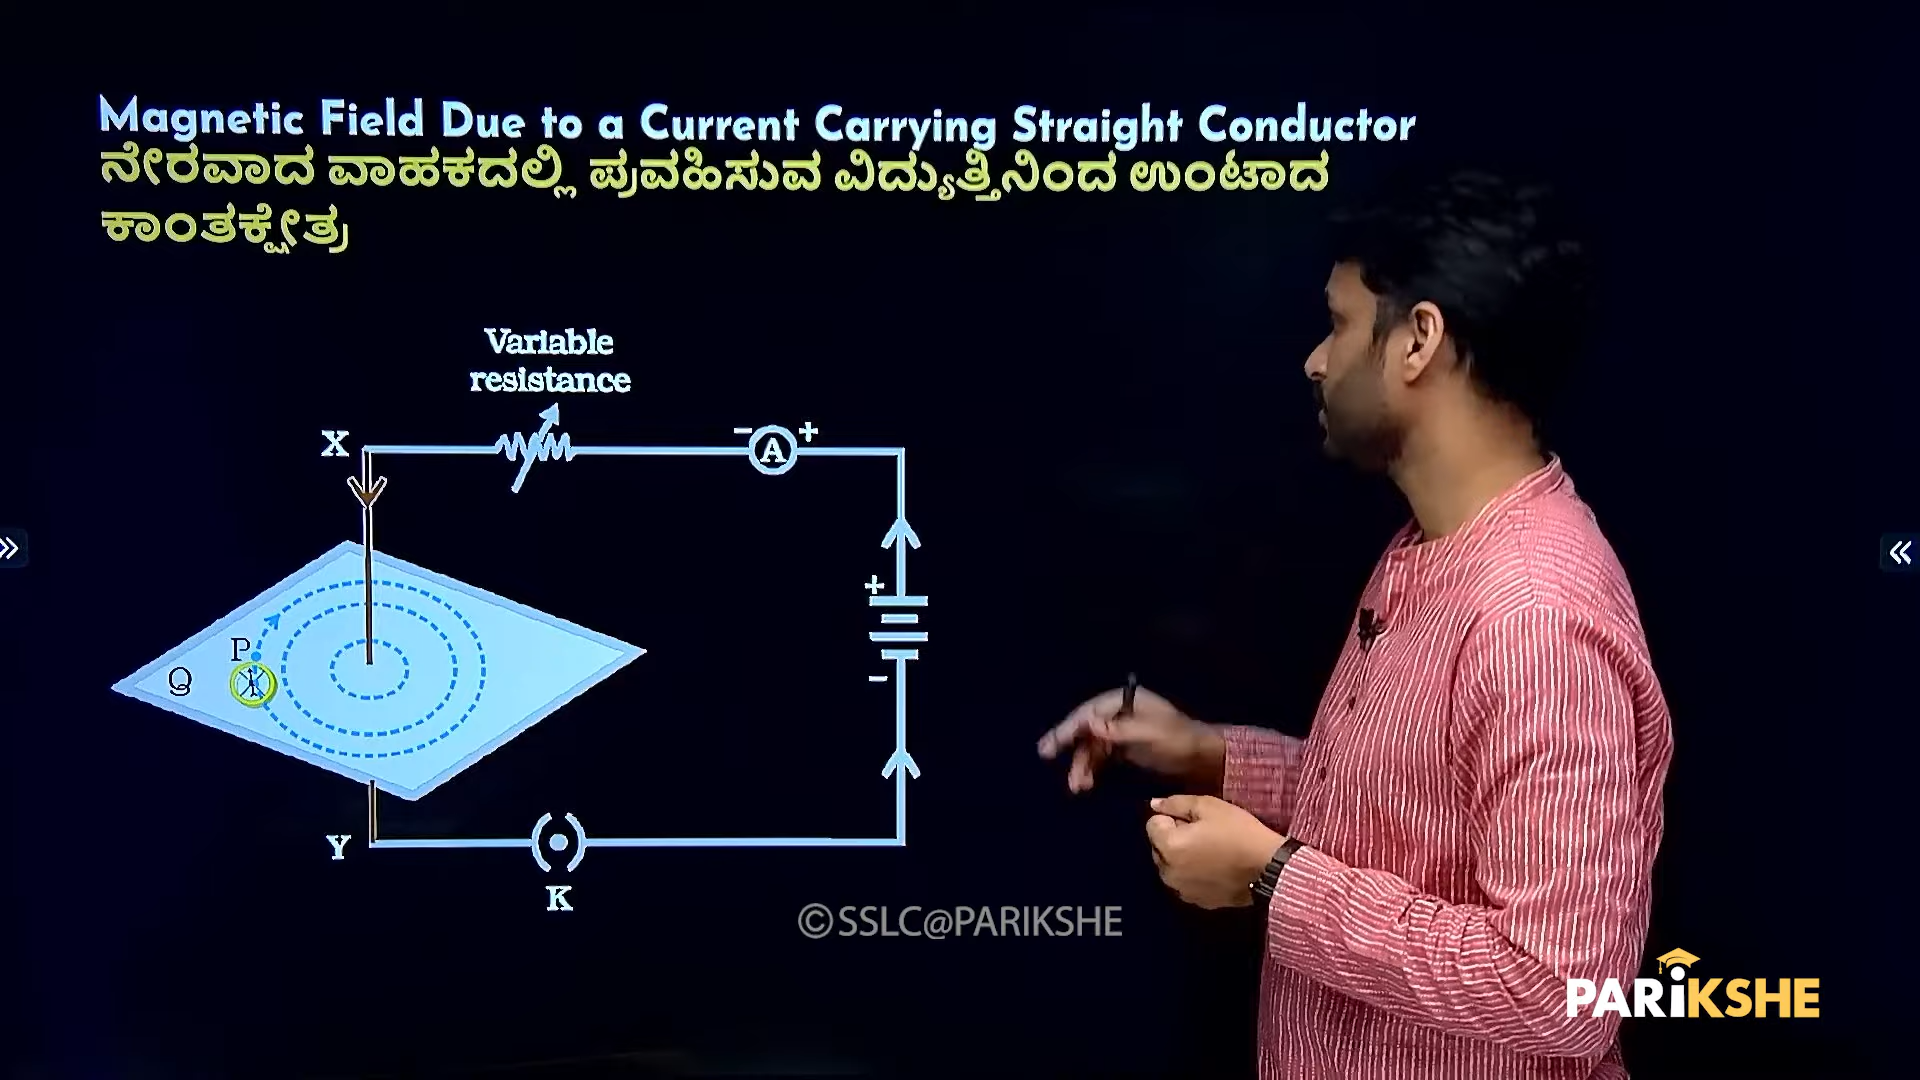 Magnetic Field Due to a Current Carrying Straight Conductor
ನೇರವಾದ ವಾಹಕದಲ್ಲಿ ಪ್ರವಹಿಸುವ ವಿದ್ಯುತ್ತಿನಿಂದ ಉಂಟಾದ
ಕಾಂತಕ್ಷೇತ್ರ
Variable
resistance
X
- A +
+
P
Q
-
Y
K
©SSLC@PARIKSHE
PARiKSHE